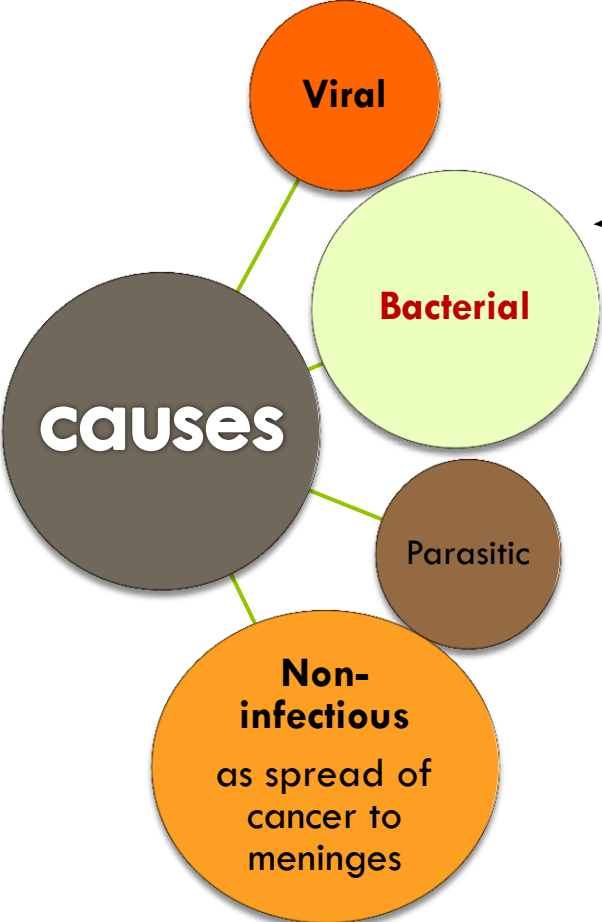 Viral
Bacterial
causes
Parasitic
Non-
infectious
as spread of
cancer to
meninges